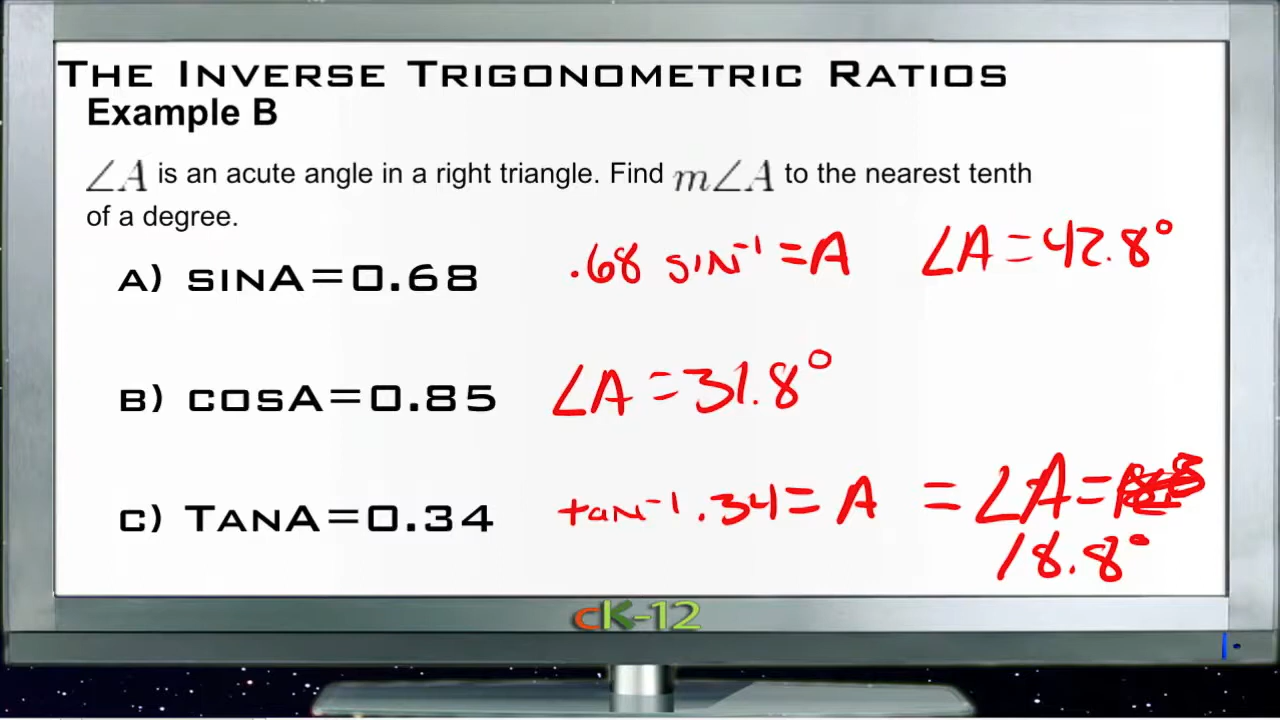 THE INVERSE TRIGONOMETRIC RATIOS
Example B
∠A is an acute angle in a right triangle. Find m∠A to the nearest tenth
of a degree.
A) SINA=0.68 .68 sin⁻¹ = A ∠A = 42.8°
B) COSA=0.85 ∠A = 31.8°
C) TANA=0.34 tan⁻¹ .34 = A = ∠A =
18.8°
cK-12